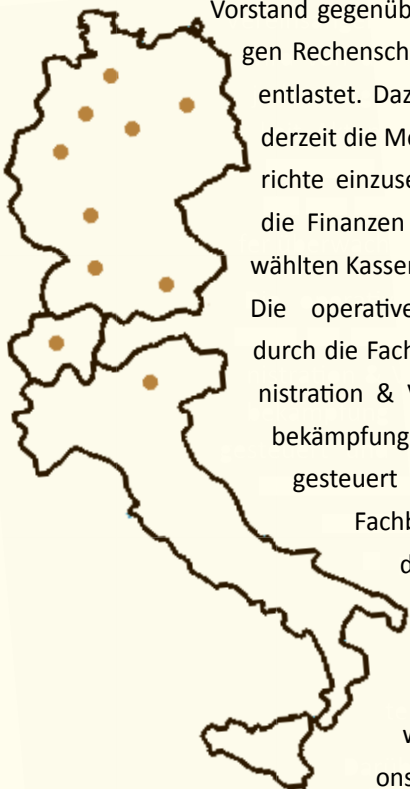 Vorstand gegenüb
gen Rechensch
entlastet. Daz
derzeit die M
richte einzuse
die Finanzen
wählten Kasser
Die operative
durch die Fach
nistration & V
bekämpfung
gesteuert
Fachb
d
v
ons